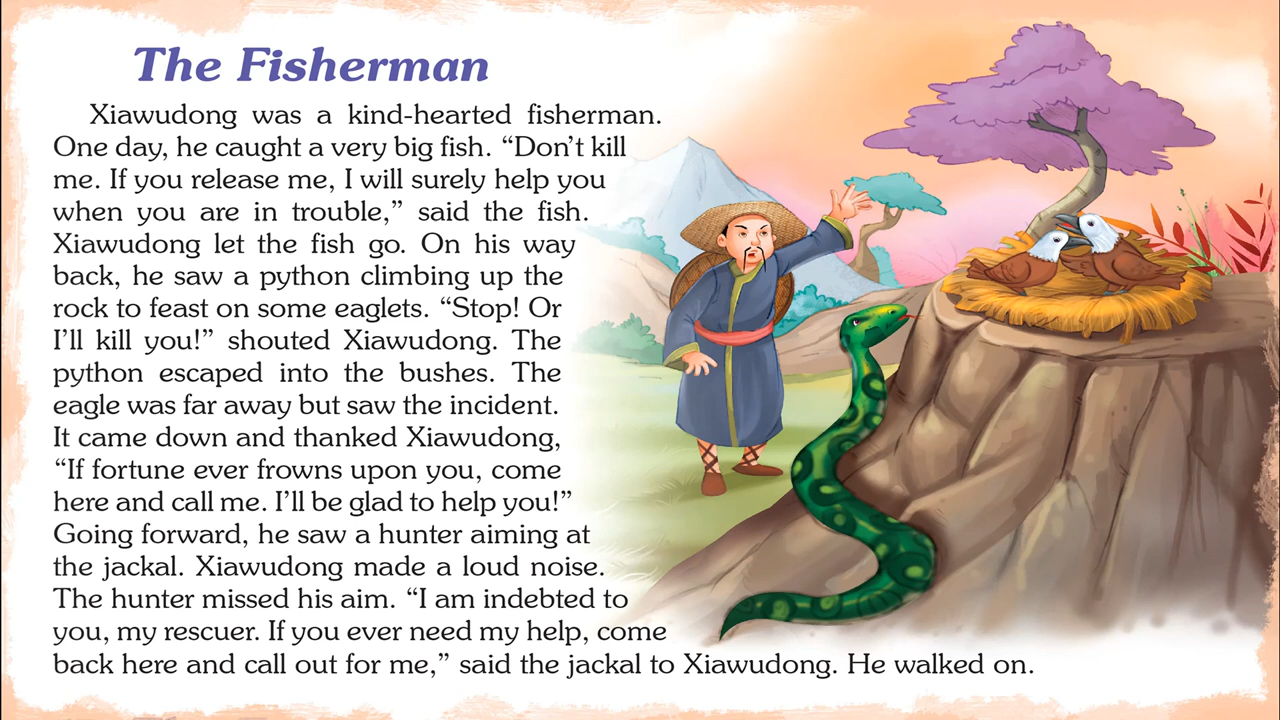 The Fisherman
Xiawudong was a kind-hearted fisherman.
One day, he caught a very big fish. “Don’t kill
me. If you release me, I will surely help you
when you are in trouble,” said the fish.
Xiawudong let the fish go. On his way
back, he saw a python climbing up the
rock to feast on some eaglets. “Stop! Or
I’ll kill you!” shouted Xiawudong. The
python escaped into the bushes. The
eagle was far away but saw the incident.
It came down and thanked Xiawudong,
“If fortune ever frowns upon you, come
here and call me. I’ll be glad to help you!”
Going forward, he saw a hunter aiming at
the jackal. Xiawudong made a loud noise.
The hunter missed his aim. “I am indebted to
you, my rescuer. If you ever need my help, come
back here and call out for me,” said the jackal to Xiawudong. He walked on.